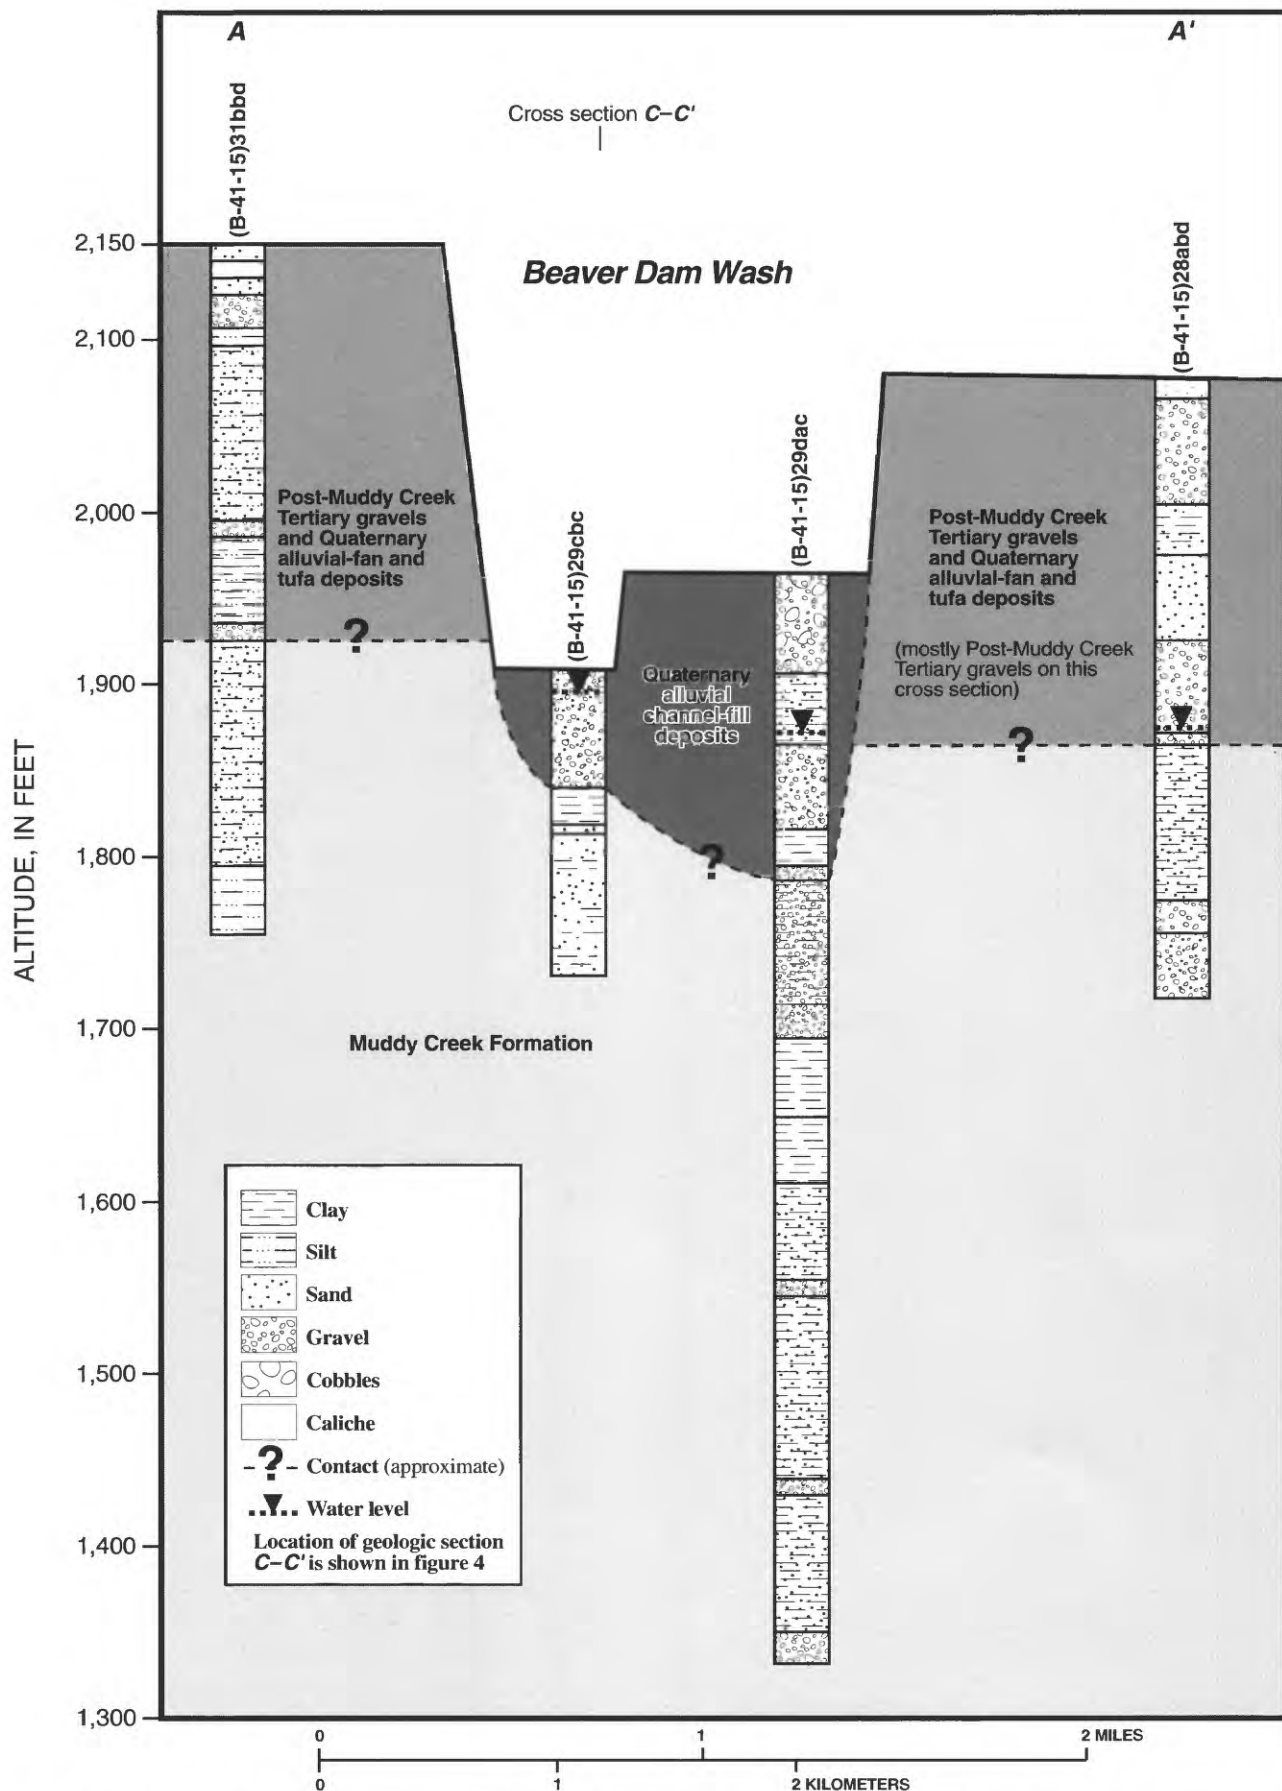 A
A'
Cross section C–C'
(B-41-15)31bbd
Beaver Dam Wash
(B-41-15)28abd
(B-41-15)29dac
(B-41-15)29cbc
ALTITUDE, IN FEET
2,150
2,100
2,000
1,900
1,800
1,700
1,600
1,500
1,400
1,300
Post-Muddy Creek
Tertiary gravels
and Quaternary
alluvial-fan and
tufa deposits
?
Quaternary
alluvial
channel-fill
deposits
?
Post-Muddy Creek
Tertiary gravels
and Quaternary
alluvial-fan and
tufa deposits
(mostly Post-Muddy Creek
Tertiary gravels on this
cross section)
?
Muddy Creek Formation
Clay
Silt
Sand
Gravel
Cobbles
Caliche
? Contact (approximate)
Water level
Location of geologic section
C–C' is shown in figure 4
0 1 2 MILES
0 1 2 KILOMETERS